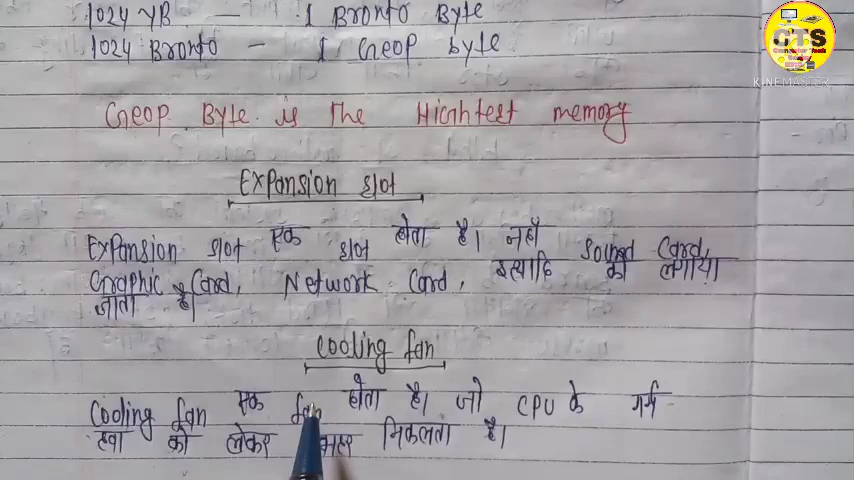 1024 YB — 1 Bronto Byte
1024 Bronto — 1 Geop byte
Geop Byte is The Hightest memory
Expansion slot
Expansion slot एक slot होता है। जहाँ Sound Card,
Graphic Card, Network Card, इत्यादि को लगाया
जाता है।
Cooling fan
Cooling fan एक fan होता है। जो CPU के गर्म
हवा को लेकर बाहर निकलता है।
GTS
KINEMASTER